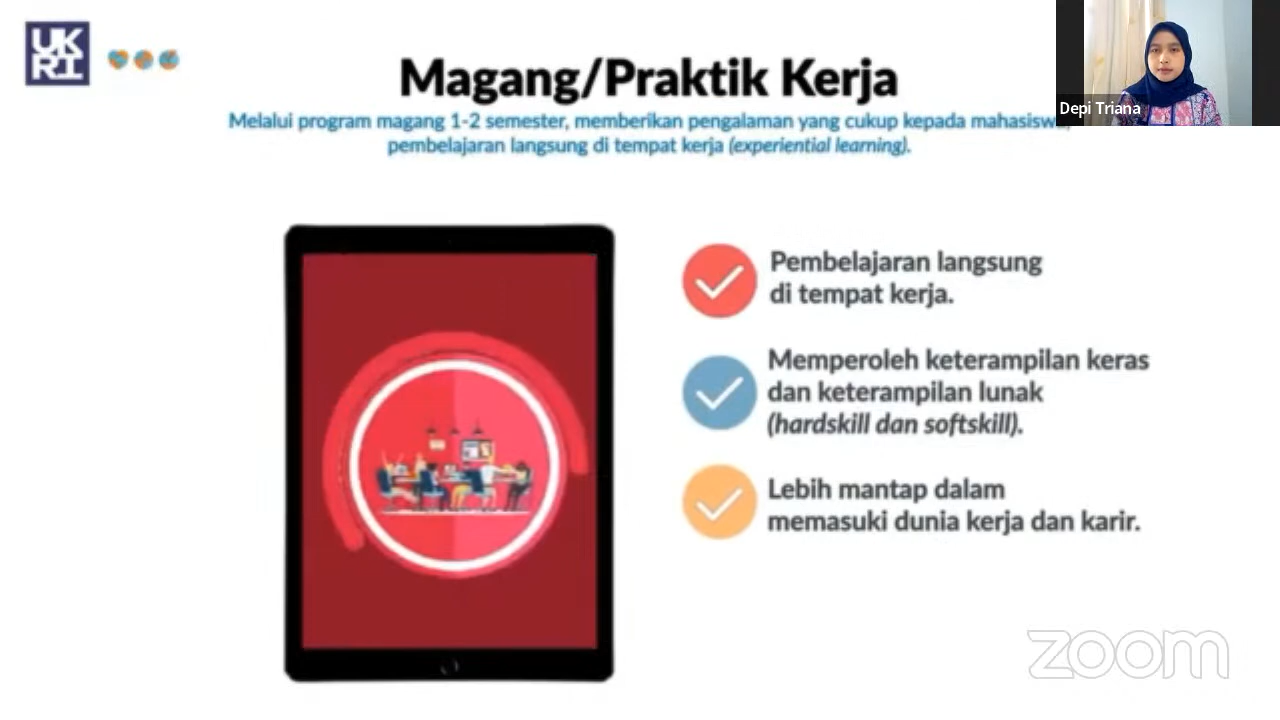 UK
RI
Magang/Praktik Kerja
Melalui program magang 1-2 semester, memberikan pengalaman yang cukup kepada
pembelajaran langsung di tempat kerja (experiential learning).
Depi Triana
Pembelajaran langsung
di tempat kerja.
Memperoleh keterampilan keras
dan keterampilan lunak
(hardskill dan softskill).
Lebih mantap dalam
memasuki dunia kerja dan karir.
zoom